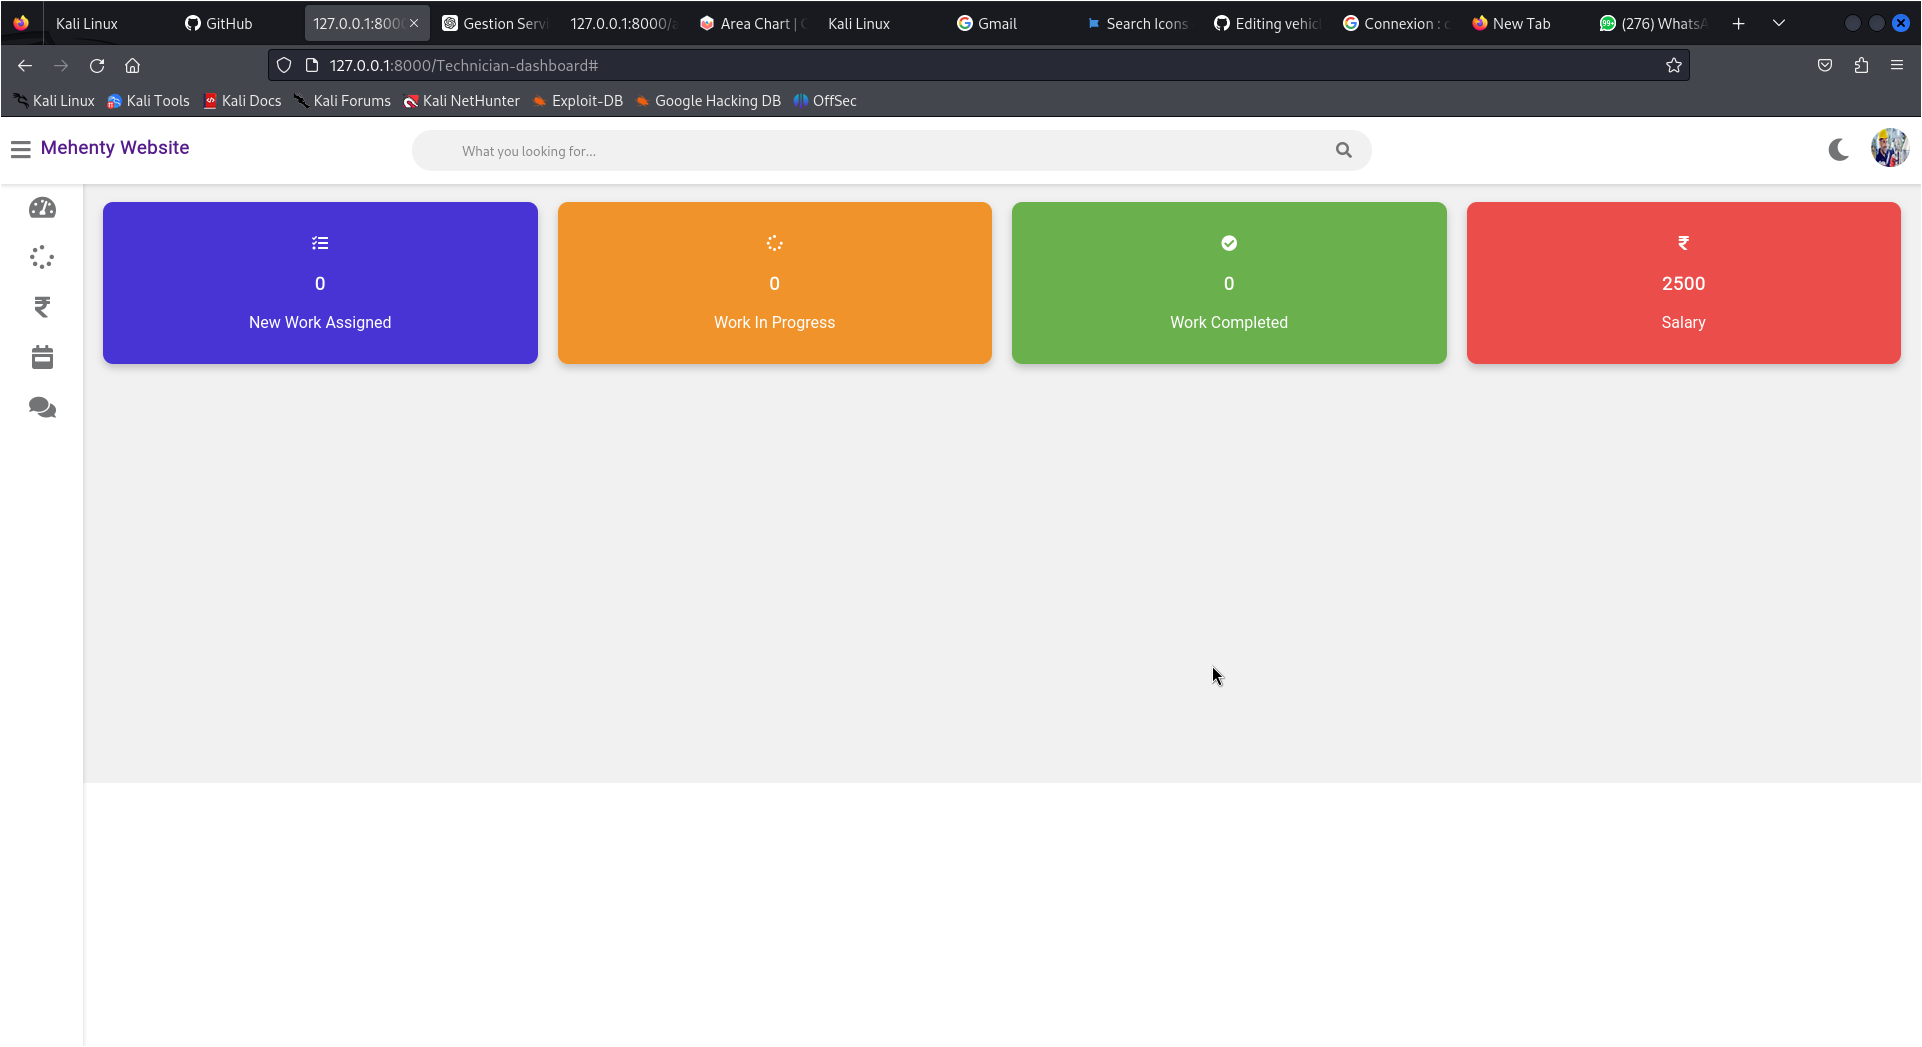 Kali Linux GitHub 127.0.0.1:800 Gestion Servi 127.0.0.1:8000/a Area Chart | C Kali Linux Gmail Search Icons Editing vehic Connexion : c New Tab (276) WhatsA
127.0.0.1:8000/Technician-dashboard#
Kali Linux Kali Tools Kali Docs Kali Forums Kali NetHunter Exploit-DB Google Hacking DB OffSec
Mehenty Website What you looking for...
₹ 
0 0 0 2500
New Work Assigned Work In Progress Work Completed Salary
₹